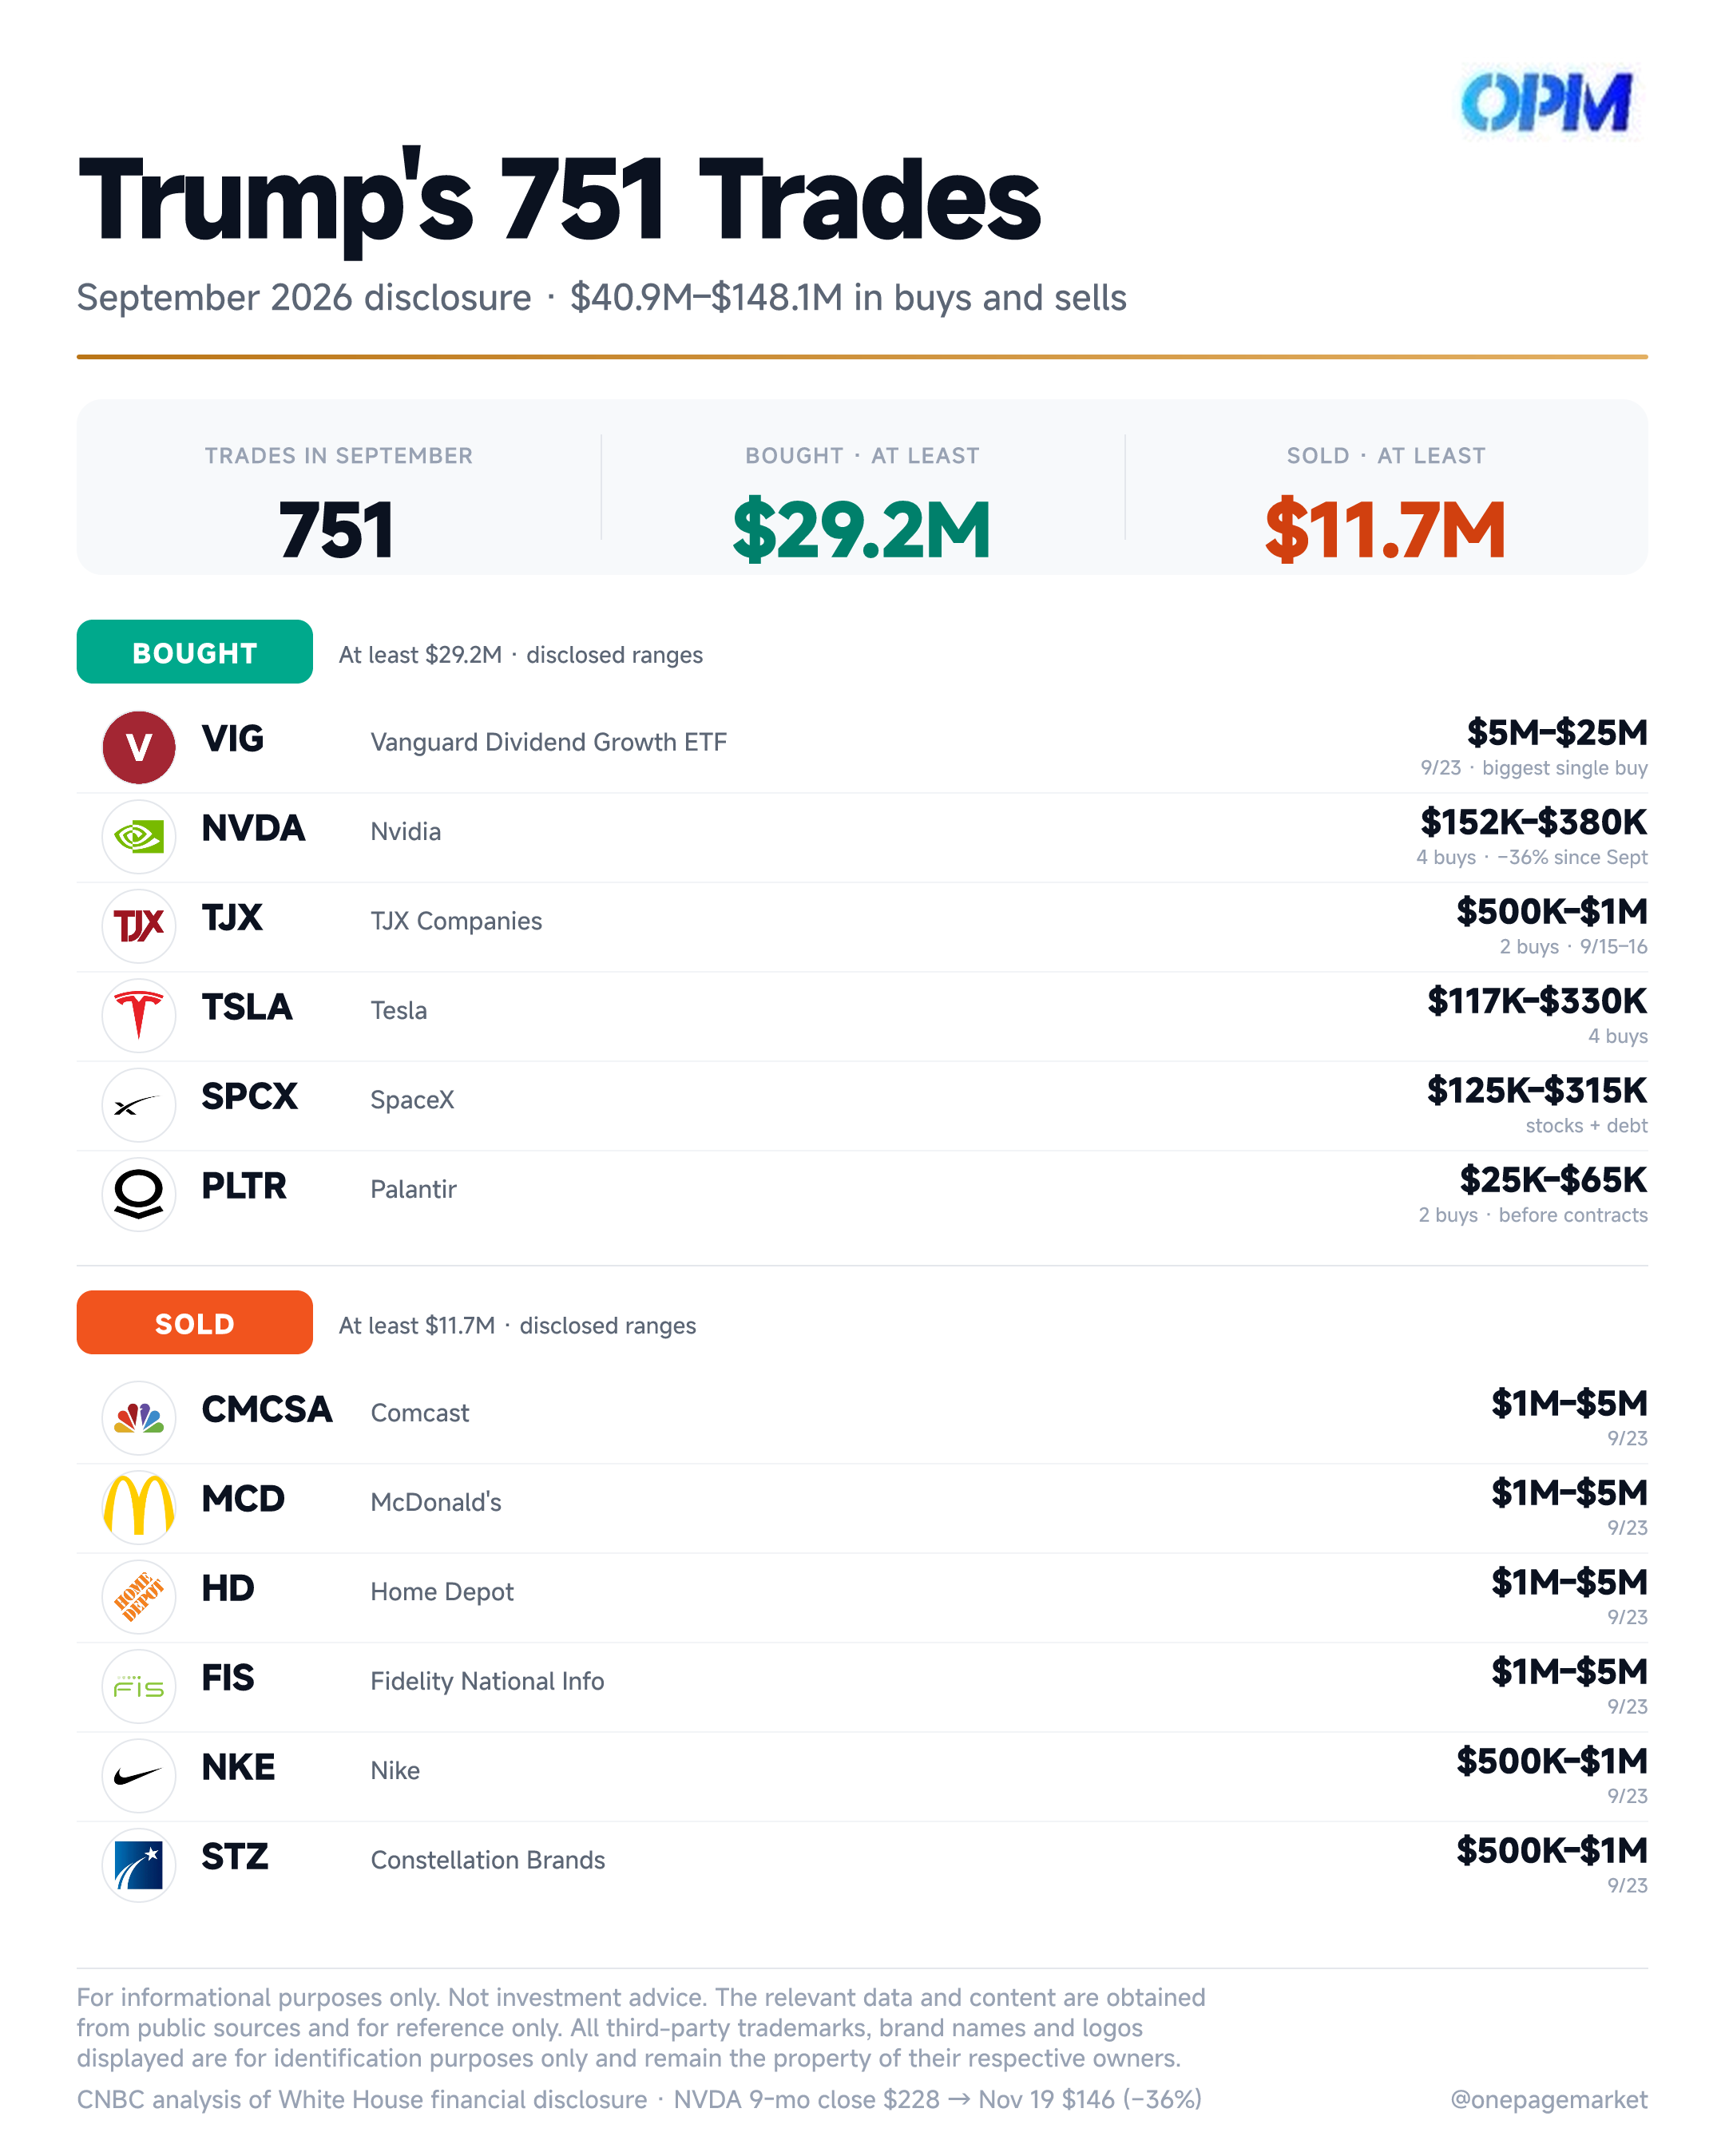 OPM
Trump's 751 Trades
September 2026 disclosure · $40.9M–$148.1M in buys and sells
TRADES IN SEPTEMBER
751
BOUGHT · AT LEAST
$29.2M
SOLD · AT LEAST
$11.7M
BOUGHT
At least $29.2M · disclosed ranges
V
VIG
Vanguard Dividend Growth ETF
$5M–$25M
9/23 · biggest single buy
NVDA
Nvidia
$152K–$380K
4 buys · −36% since Sept
TJX
TJX
TJX Companies
$500K–$1M
2 buys · 9/15–16
TSLA
Tesla
$117K–$330K
4 buys
SPCX
SpaceX
$125K–$315K
stocks + debt
PLTR
Palantir
$25K–$65K
2 buys · before contracts
SOLD
At least $11.7M · disclosed ranges
CMCSA
Comcast
$1M–$5M
9/23
MCD
McDonald's
$1M–$5M
9/23
HOME
DEPOT
HD
Home Depot
$1M–$5M
9/23
FIS
FIS
Fidelity National Info
$1M–$5M
9/23
NKE
Nike
$500K–$1M
9/23
STZ
Constellation Brands
$500K–$1M
9/23
For informational purposes only. Not investment advice. The relevant data and content are obtained
from public sources and for reference only. All third-party trademarks, brand names and logos
displayed are for identification purposes only and remain the property of their respective owners.
CNBC analysis of White House financial disclosure · NVDA 9-mo close $228 → Nov 19 $146 (−36%)
@onepagemarket